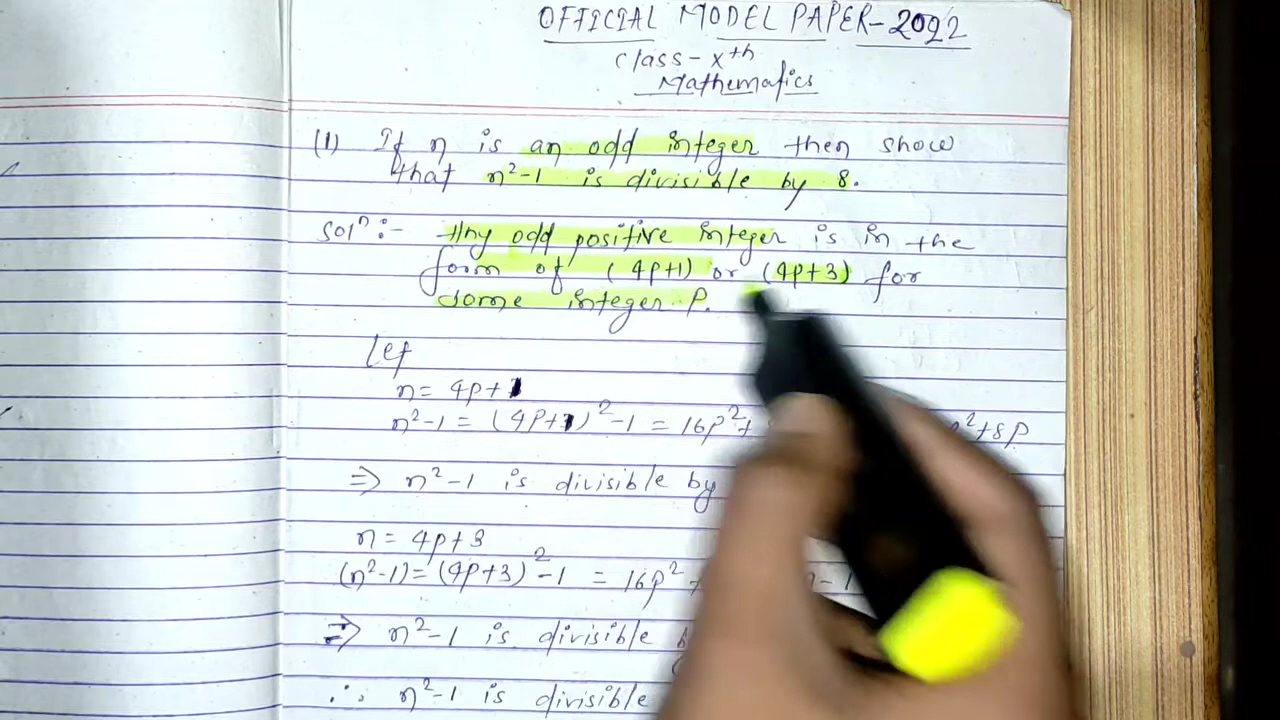 OFFICIAL MODEL PAPER-2022
Class-Xth
Mathematics
(1) If n is an odd integer then show
that n²-1 is divisible by 8.
Solⁿ:- Any odd positive integer is in the
form of (4p+1) or (4p+3) for
some integer P.
Let
n = 4p+1
n²-1 = (4p+1)²-1 = 16p²+ p²+8p
⇒ n²-1 is divisible by
n = 4p+3
(n²-1)=(4p+3)²-1 = 16p²+
⇒ n²-1 is divisible
∴ n²-1 is divisible